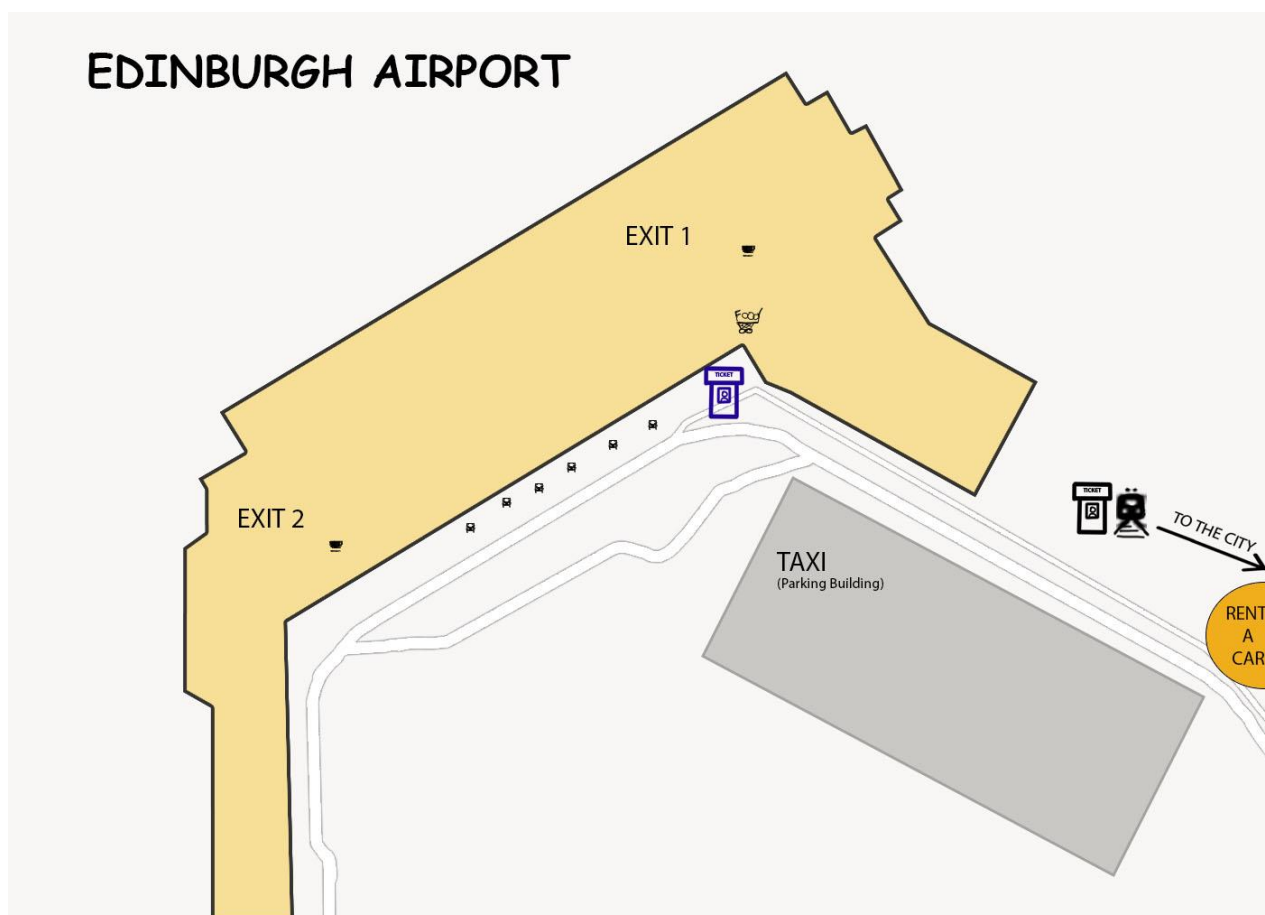 EDINBURGH AIRPORT
EXIT 1
Food
TICKET
EXIT 2
TICKET
TO THE CITY
TAXI
(Parking Building)
RENT
A
CAR